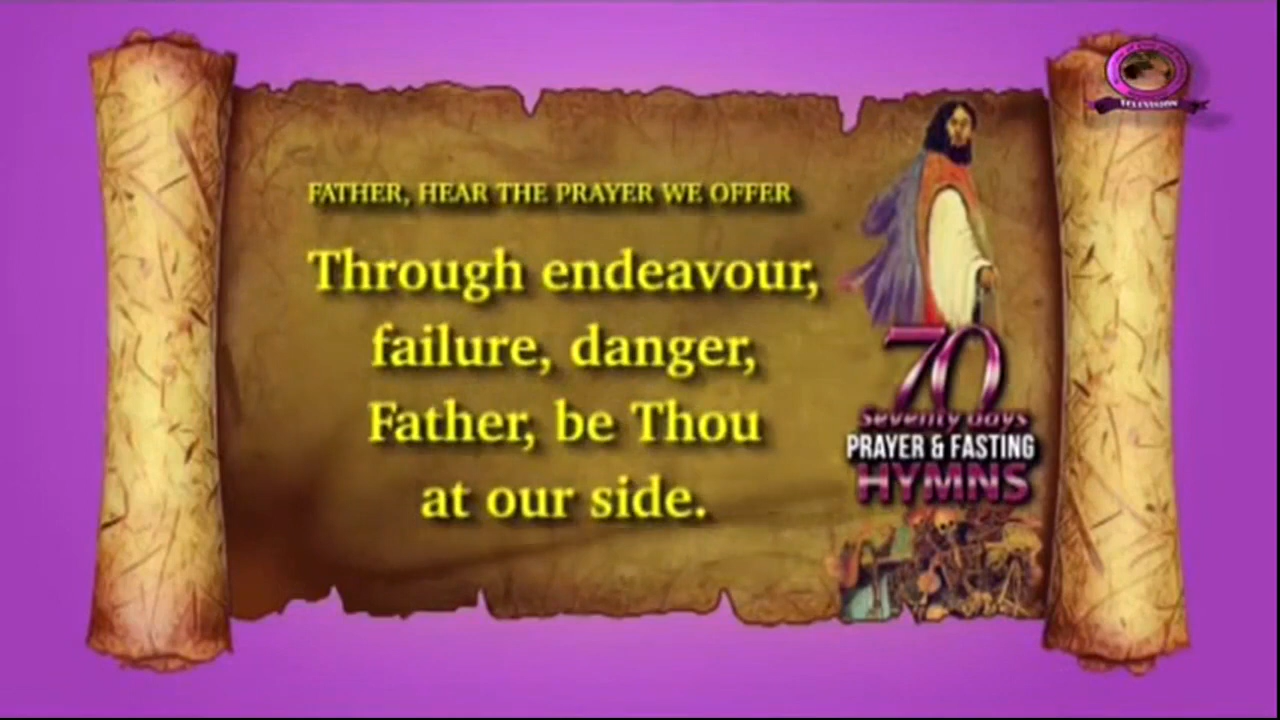 TELEVISION
FATHER, HEAR THE PRAYER WE OFFER
Through endeavour,
failure, danger,
Father, be Thou
at our side.
70
Seventy days
PRAYER & FASTING
HYMNS